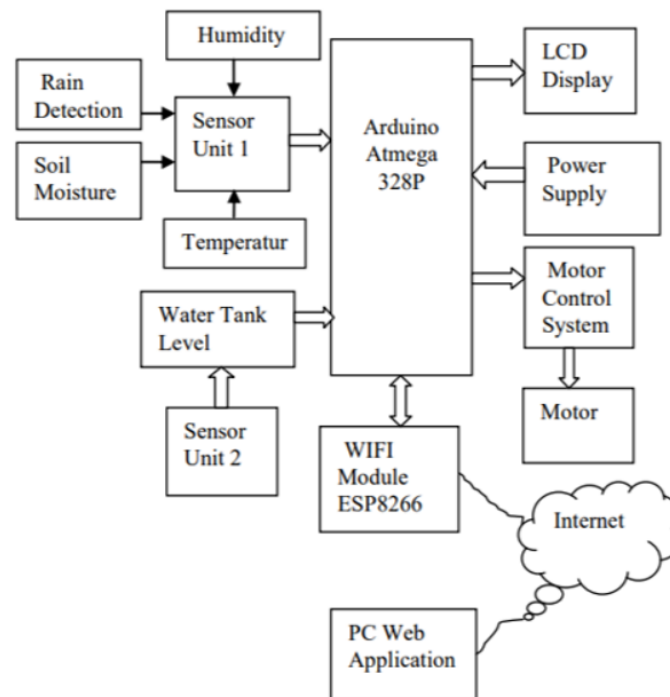 Humidity
LCD
Display
Rain
Detection
Sensor
Unit 1
Arduino
Atmega
328P
Soil
Moisture
Power
Supply
Temperatur
Motor
Control
System
Water Tank
Level
Motor
Sensor
Unit 2
WIFI
Module
ESP8266
Internet
PC Web
Application